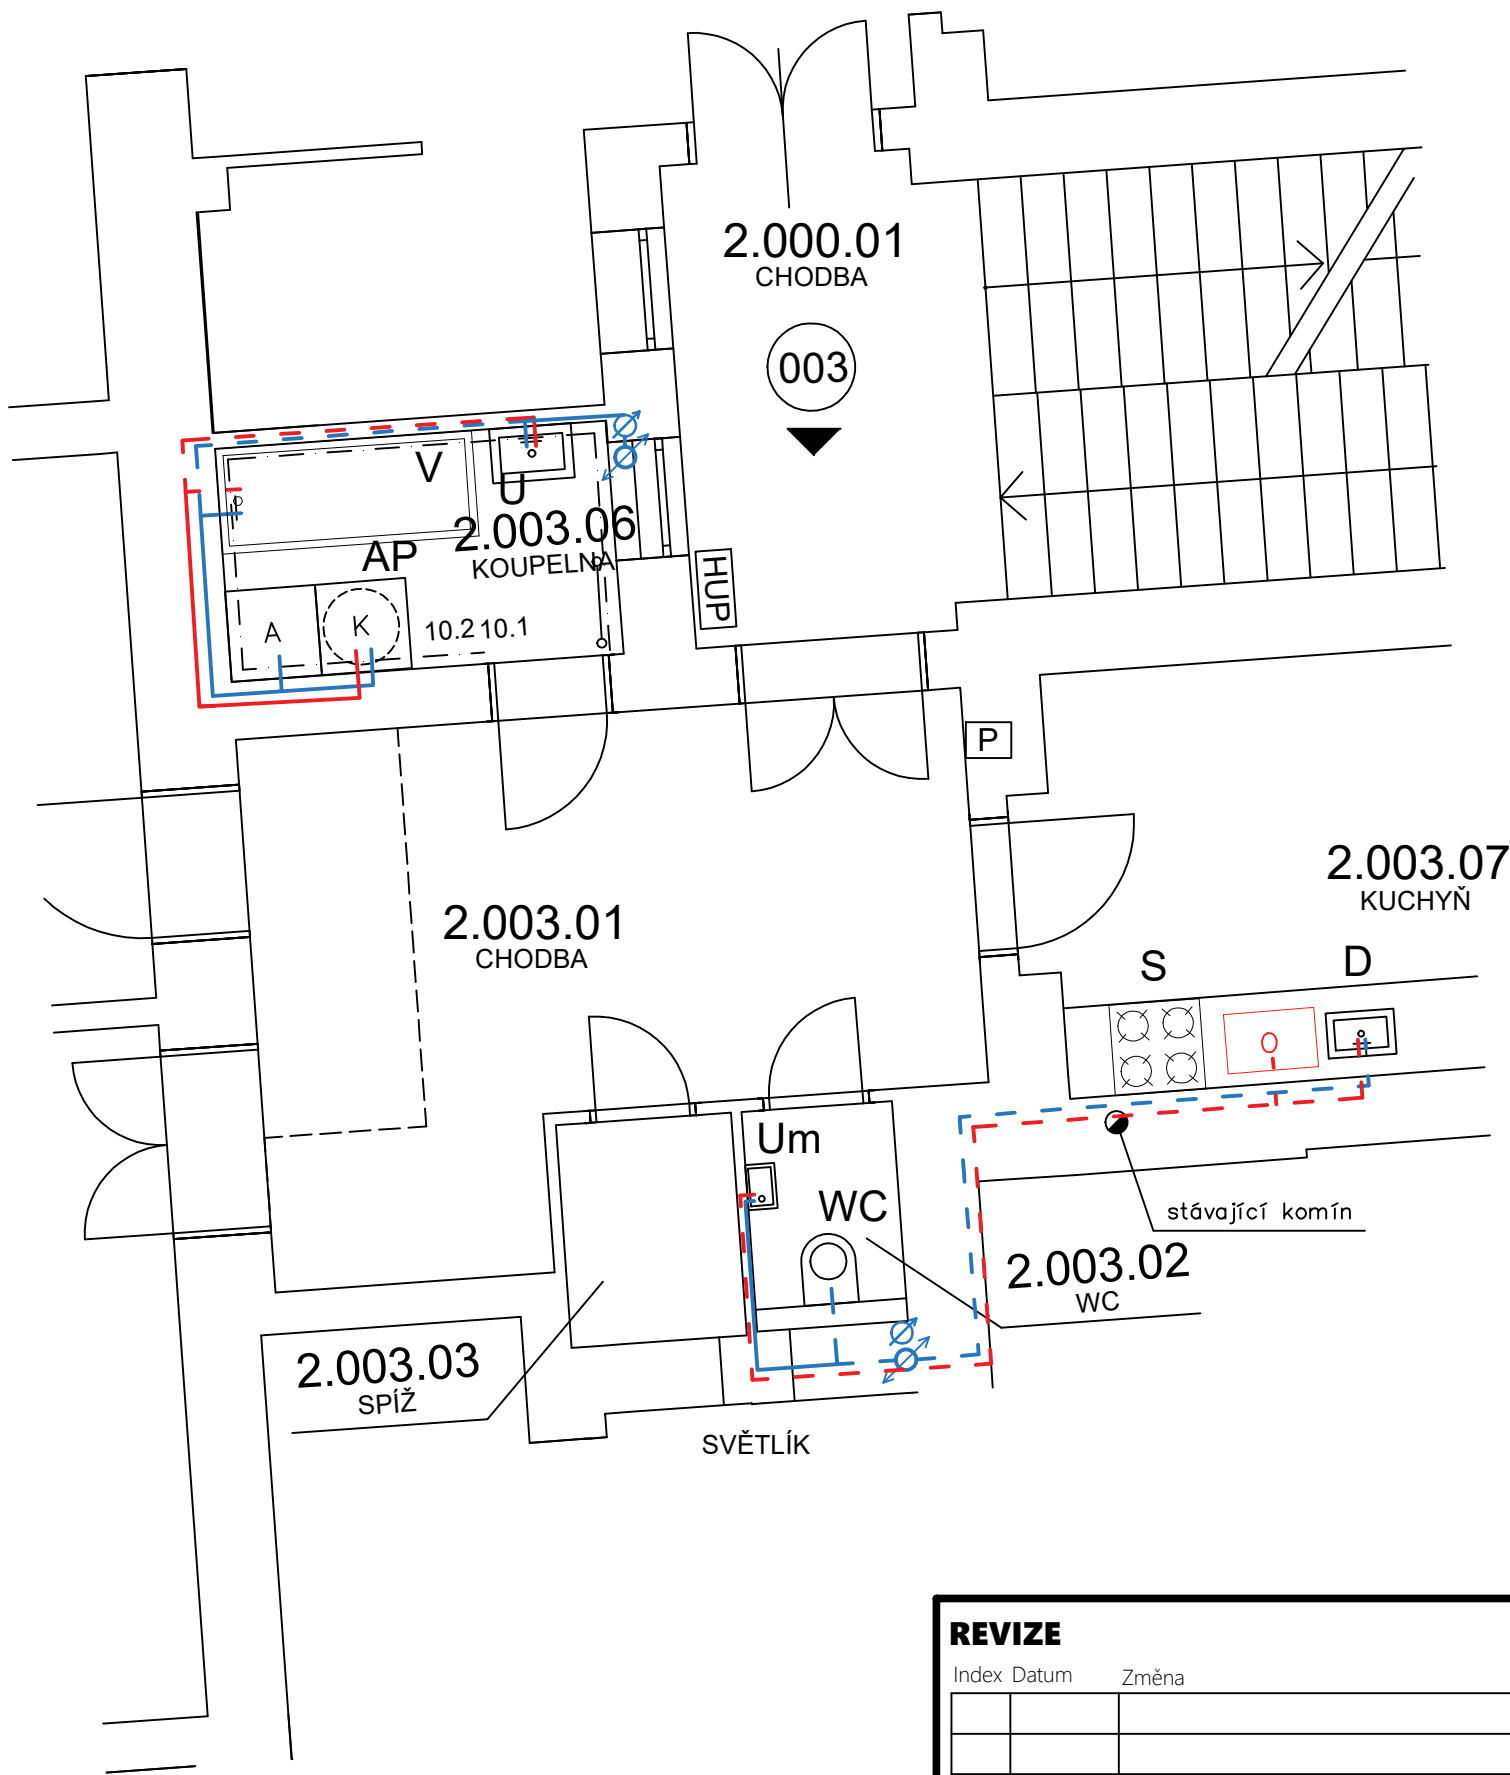 2.000.01
CHODBA
003
V
U
2.003.06
KOUPELNA
AP
HUP
A
K
10.2 10.1
P
2.003.07
KUCHYŇ
2.003.01
CHODBA
S
D
Um
WC
stávající komín
2.003.02
WC
2.003.03
SPÍŽ
SVĚTLÍK
REVIZE
Index Datum Změna